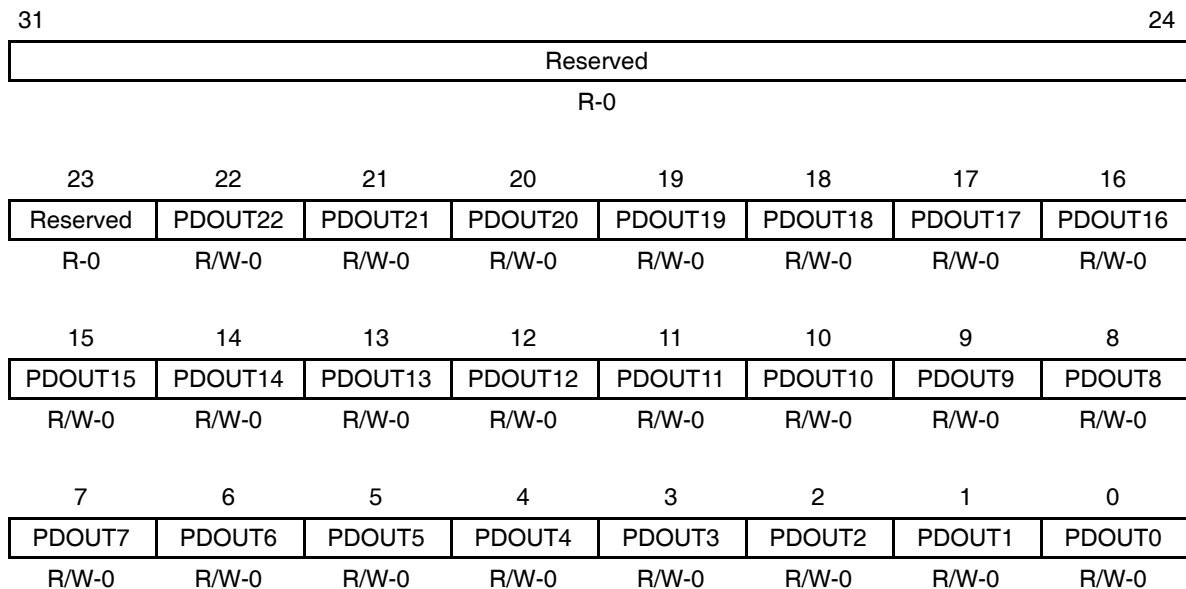 31 24
Reserved
R-0
23 22 21 20 19 18 17 16
Reserved PDOUT22 PDOUT21 PDOUT20 PDOUT19 PDOUT18 PDOUT17 PDOUT16
R-0 R/W-0 R/W-0 R/W-0 R/W-0 R/W-0 R/W-0 R/W-0
15 14 13 12 11 10 9 8
PDOUT15 PDOUT14 PDOUT13 PDOUT12 PDOUT11 PDOUT10 PDOUT9 PDOUT8
R/W-0 R/W-0 R/W-0 R/W-0 R/W-0 R/W-0 R/W-0 R/W-0
7 6 5 4 3 2 1 0
PDOUT7 PDOUT6 PDOUT5 PDOUT4 PDOUT3 PDOUT2 PDOUT1 PDOUT0
R/W-0 R/W-0 R/W-0 R/W-0 R/W-0 R/W-0 R/W-0 R/W-0